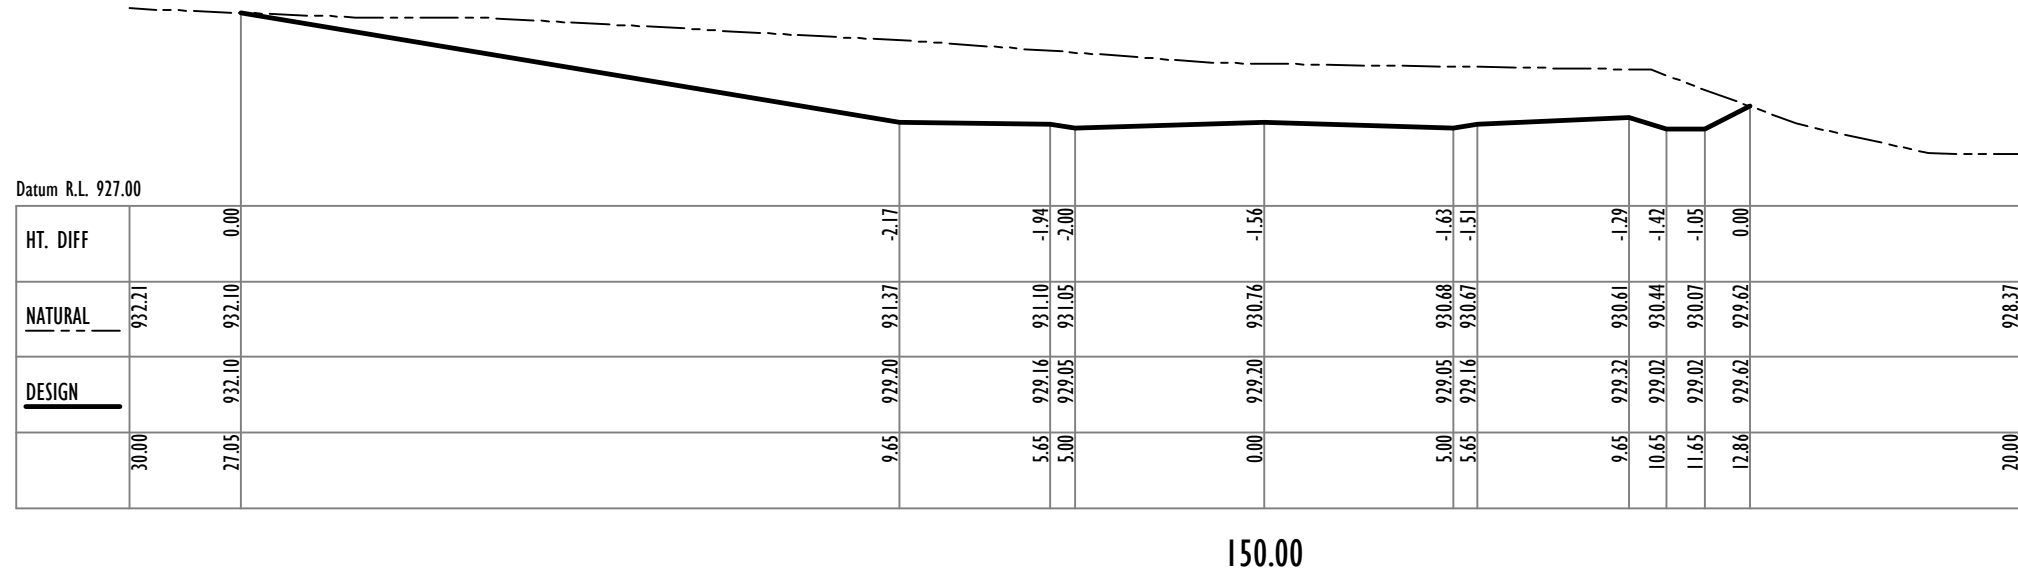 Datum R.L. 927.00
HT. DIFF 0.00 -2.17 -1.94 -2.00 -1.56 -1.63 -1.51 -1.29 -1.42 -1.05 0.00
NATURAL 932.21 932.10 931.37 931.10 931.05 930.76 930.68 930.67 930.61 930.44 930.07 929.62 928.37
DESIGN 932.10 929.20 929.16 929.05 929.20 929.05 929.16 929.32 929.02 929.02 929.62
30.00 27.05 9.65 5.65 5.00 0.00 5.00 5.65 9.65 10.65 11.65 12.86 20.00
150.00